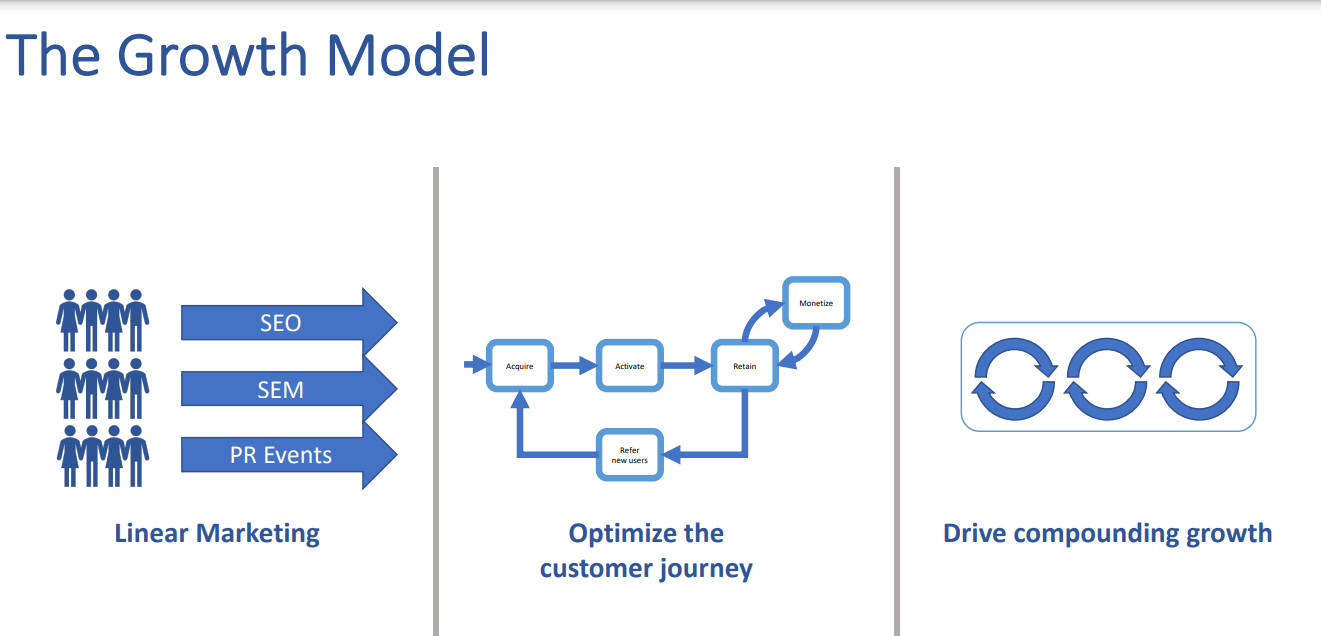 The Growth Model
SEO
SEM
PR Events
Linear Marketing
Monetize
Acquire
Activate
Retain
Refer
new users
Optimize the
customer journey
Drive compounding growth